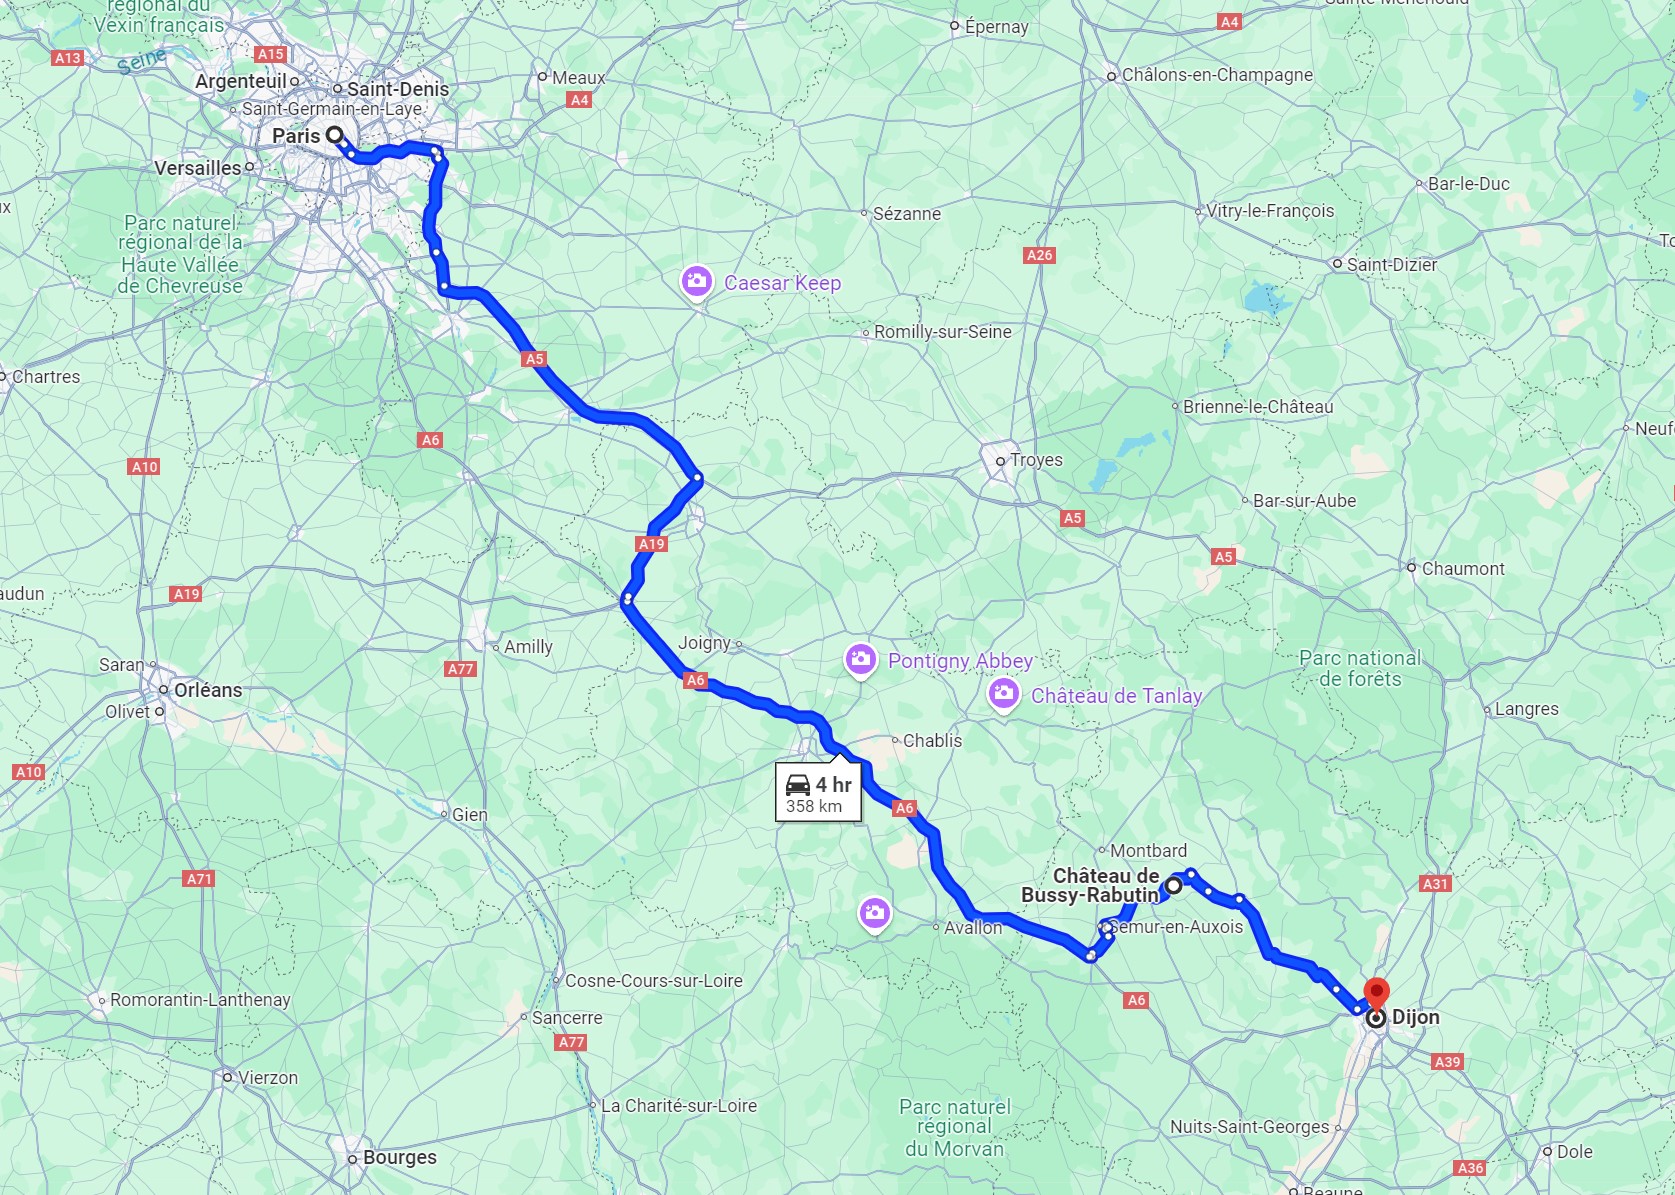 régional du
Vexin français
A13
Seine
A15
Argenteuil
Saint-Denis
Saint-Germain-en-Laye
Paris
Versailles
Meaux
A4
Épernay
A4
Châlons-en-Champagne
Parc naturel
régional de la
Haute Vallée
de Chevreuse
Sézanne
Bar-le-Duc
Vitry-le-François
A26
Saint-Dizier
Caesar Keep
Romilly-sur-Seine
A5
Chartres
Brienne-le-Château
A6
A10
Troyes
Bar-sur-Aube
A5
A5
A19
Chaumont
A19
Saran
Orléans
Olivet
Amilly
A77
Joigny
A6
Pontigny Abbey
Château de Tanlay
Parc national
de forêts
Langres
Chablis
A10
4 hr
358 km
Gien
A6
Montbard
Château de
Bussy-Rabutin
A71
A31
Avallon
Semur-en-Auxois
Cosne-Cours-sur-Loire
Romorantin-Lanthenay
Sancerre
A6
Dijon
A77
A39
Vierzon
La Charité-sur-Loire
Parc naturel
régional
du Morvan
Nuits-Saint-Georges
Bourges
Dole
A36
Beaune